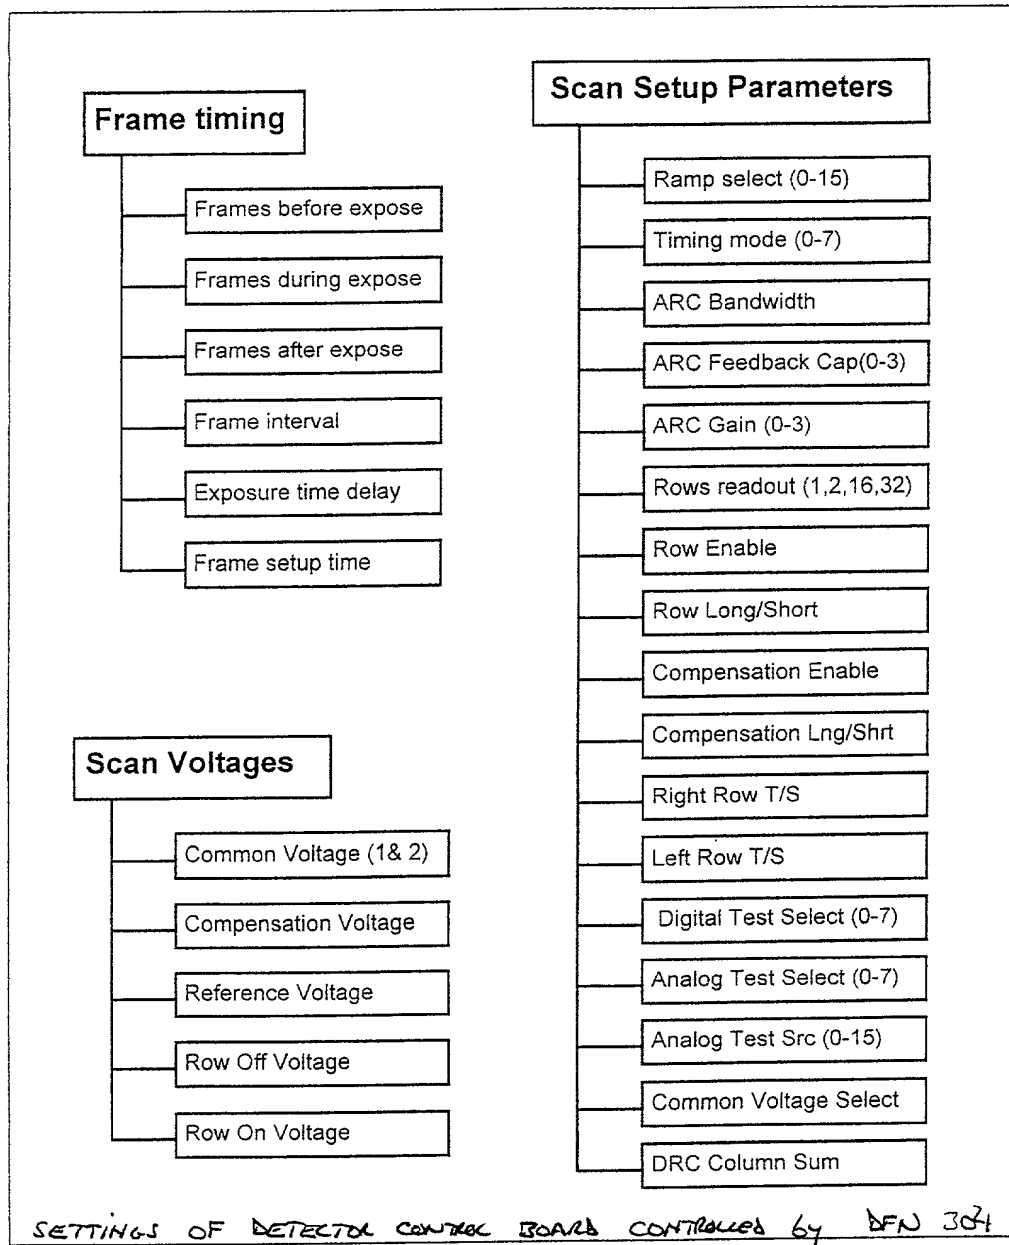 Frame timing
Frames before expose
Frames during expose
Frames after expose
Frame interval
Exposure time delay
Frame setup time
Scan Voltages
Common Voltage (1& 2)
Compensation Voltage
Reference Voltage
Row Off Voltage
Row On Voltage
Scan Setup Parameters
Ramp select (0-15)
Timing mode (0-7)
ARC Bandwidth
ARC Feedback Cap(0-3)
ARC Gain (0-3)
Rows readout (1,2,16,32)
Row Enable
Row Long/Short
Compensation Enable
Compensation Lng/Shrt
Right Row T/S
Left Row T/S
Digital Test Select (0-7)
Analog Test Select (0-7)
Analog Test Src (0-15)
Common Voltage Select
DRC Column Sum
SETTINGS OF DETECTOR CONTROL BOARD CONTROLLED by DFN